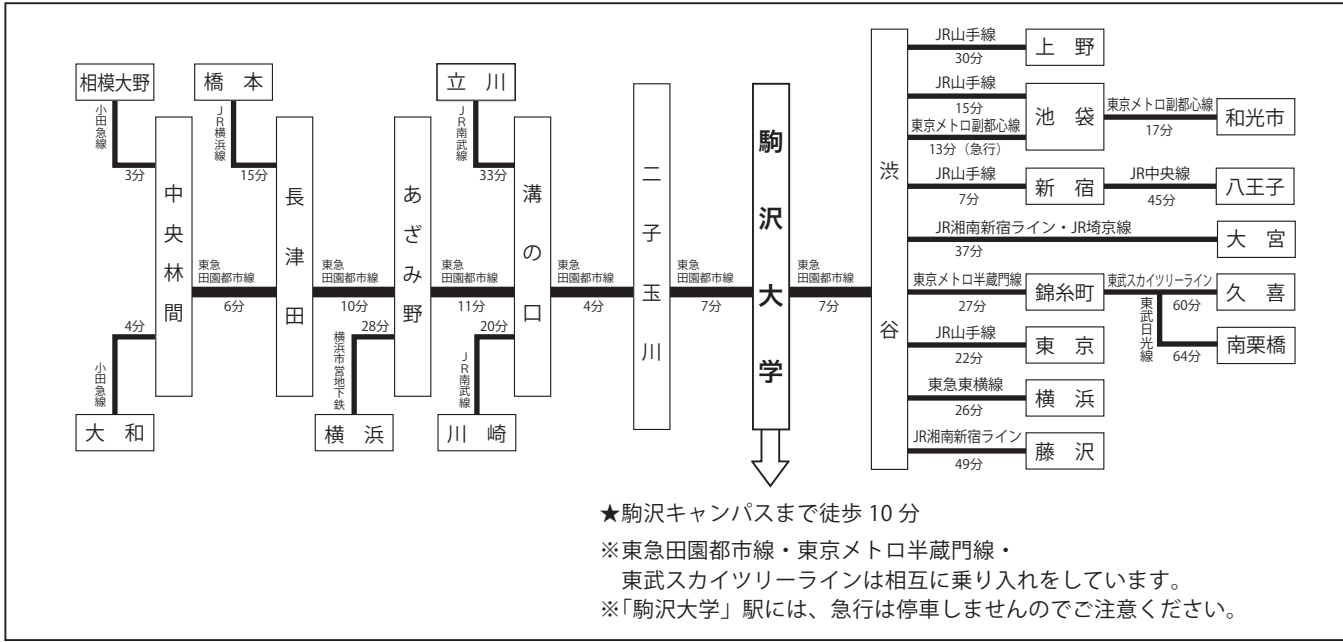 相模大野
橋本
立川
小田急線
JR横浜線
JR南武線
3分
15分
33分
中央林間
長津田
あざみ野
溝の口
二子玉川
駒沢大学
渋谷
東急
田園都市線
6分
東急
田園都市線
10分
東急
田園都市線
11分
東急
田園都市線
4分
東急
田園都市線
7分
東急
田園都市線
7分
4分
28分
20分
小田急線
横浜市営地下鉄
JR南武線
大和
横浜
川崎
JR山手線
30分
上野
JR山手線
15分
東京メトロ副都心線
13分（急行）
池袋
東京メトロ副都心線
17分
和光市
JR山手線
7分
新宿
JR中央線
45分
八王子
JR湘南新宿ライン・JR埼京線
37分
大宮
東京メトロ半蔵門線
27分
錦糸町
東武スカイツリーライン
60分
久喜
東武日光線
64分
南栗橋
JR山手線
22分
東京
東急東横線
26分
横浜
JR湘南新宿ライン
49分
藤沢
★駒沢キャンパスまで徒歩 10 分
※東急田園都市線・東京メトロ半蔵門線・
東武スカイツリーラインは相互に乗り入れをしています。
※「駒沢大学」駅には、急行は停車しませんのでご注意ください。